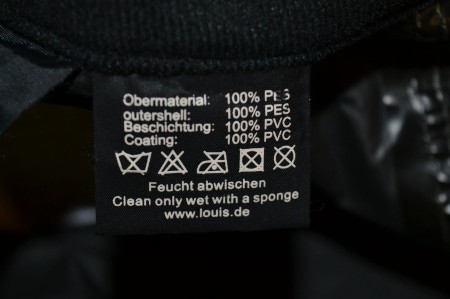 Obermaterial: 100% PES
outershell: 100% PES
Beschichtung: 100% PVC
Coating: 100% PVC
Feucht abwischen
Clean only wet with a sponge
www.louis.de